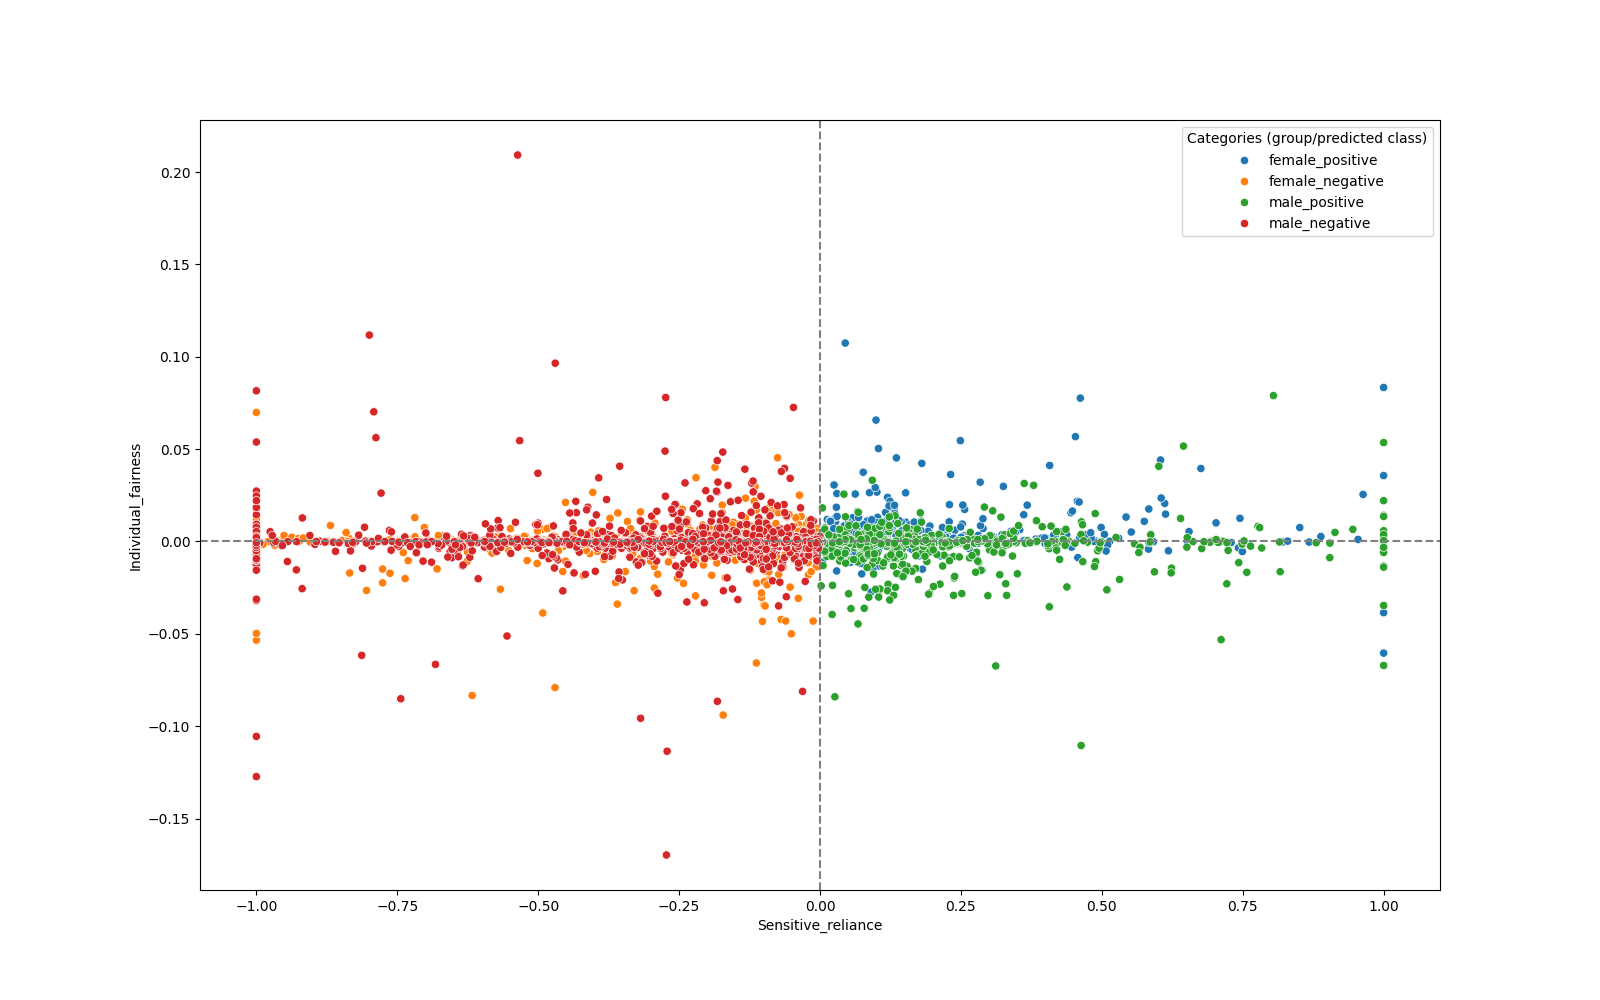 Categories (group/predicted class)
female_positive
female_negative
male_positive
male_negative
0.20
0.15
0.10
0.05
0.00
−0.05
−0.10
−0.15
Individual_fairness
−1.00 −0.75 −0.50 −0.25 0.00 0.25 0.50 0.75 1.00
Sensitive_reliance